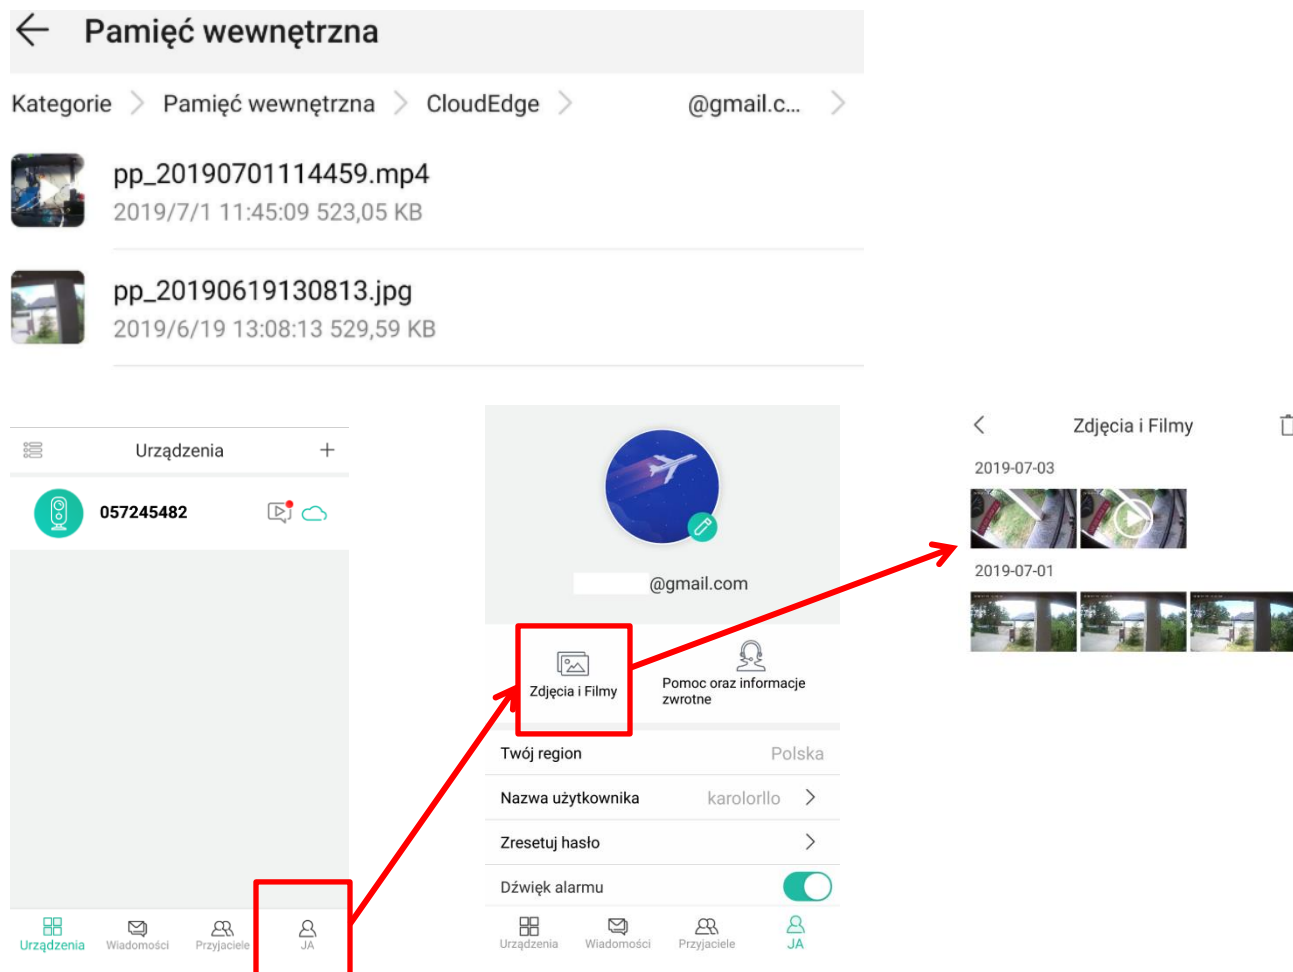 Pamięć wewnętrzna
Kategorie > Pamięć wewnętrzna > CloudEdge > @gmail.c... >
pp_20190701114459.mp4
2019/7/1 11:45:09 523,05 KB
pp_20190619130813.jpg
2019/6/19 13:08:13 529,59 KB
Urządzenia +
057245482
Urządzenia Wiadomości Przyjaciele JA
@gmail.com
Zdjęcia i Filmy
Pomoc oraz informacje
zwrotne
Twój region Polska
Nazwa użytkownika karolorllo >
Zresetuj hasło >
Dźwięk alarmu
Urządzenia Wiadomości Przyjaciele JA
< Zdjęcia i Filmy
2019-07-03
2019-07-01